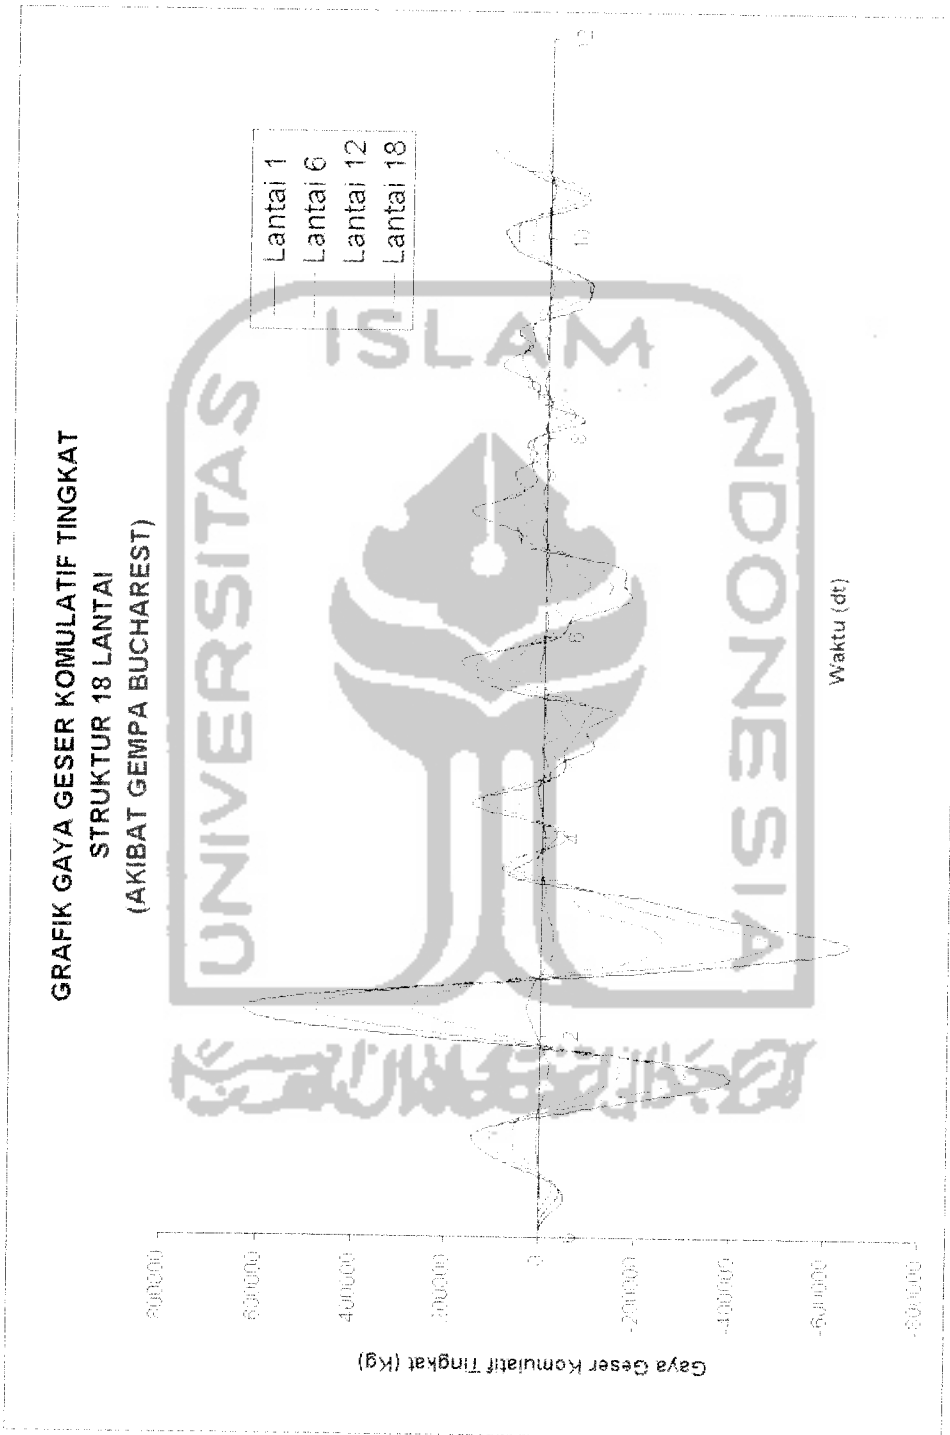 GRAFIK GAYA GESER KOMULATIF TINGKAT
STRUKTUR 18 LANTAI
(AKIBAT GEMPA BUCHAREST)
Lantai 1
Lantai 6
Lantai 12
Lantai 18
Gaya Geser Komulatif Tingkat (Kg)
800000
600000
400000
200000
0
-200000
-400000
-600000
-800000
0
2
4
6
8
10
12
Waktu (dt)
UNIVERSITAS
ISLAM
INDONESIA